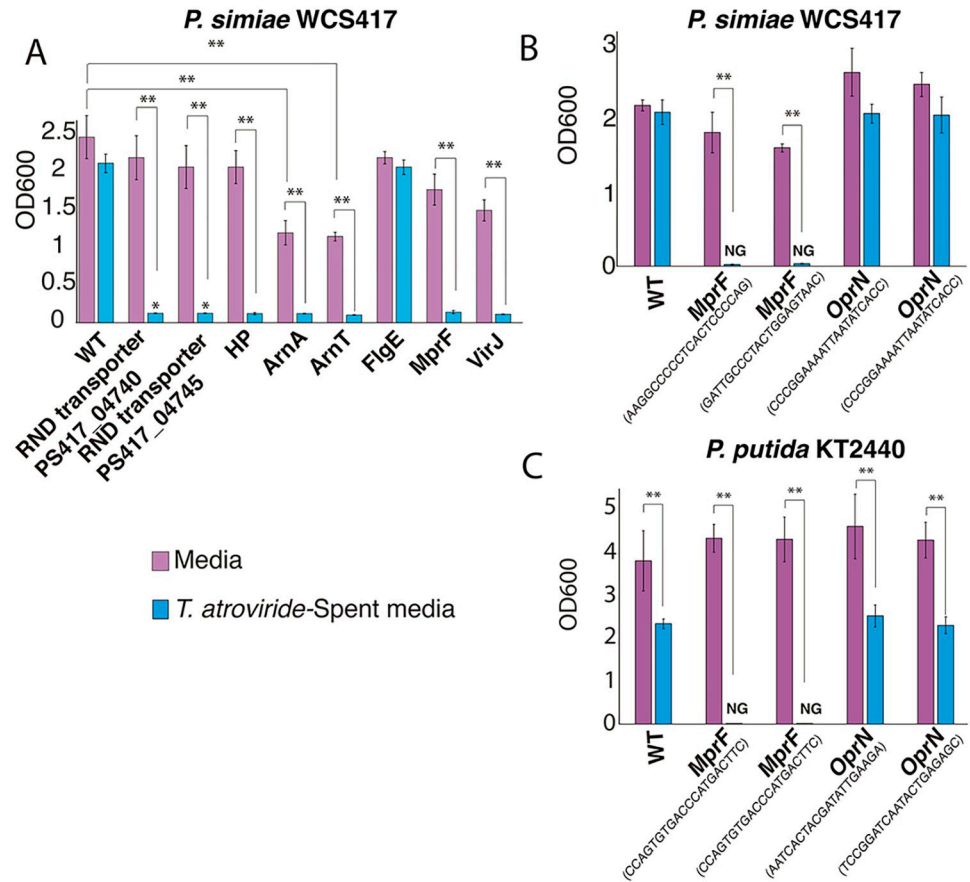 P. simiae WCS417
A
**
**
**
**
**
**
**
**
**
OD600
2.5
2
1.5
1
0.5
0
*
*
WT
RND transporter
PS417_04740
RND transporter
PS417_04745
HP
ArnA
ArnT
FlgE
MprF
VirJ
Media
T. atroviride-Spent media
P. simiae WCS417
B
**
**
OD600
3
2
1
0
NG
NG
WT
MprF
(AAGGCCCCCTCACTCCCCAG)
MprF
(GATTGCCCTACTGGAGTAAC)
OprN
(CCCGGAAAATTAATATCACC)
OprN
(CCCGGAAAATTAATATCACC)
P. putida KT2440
C
**
**
**
**
**
OD600
5
4
3
2
1
0
NG
NG
WT
MprF
(CCAGTGTGACCCATGACTTC)
MprF
(CCAGTGTGACCCATGACTTC)
OprN
(AATCACTACGATATTGAAGA)
OprN
(TCCGGATCAATACTGAGAGC)